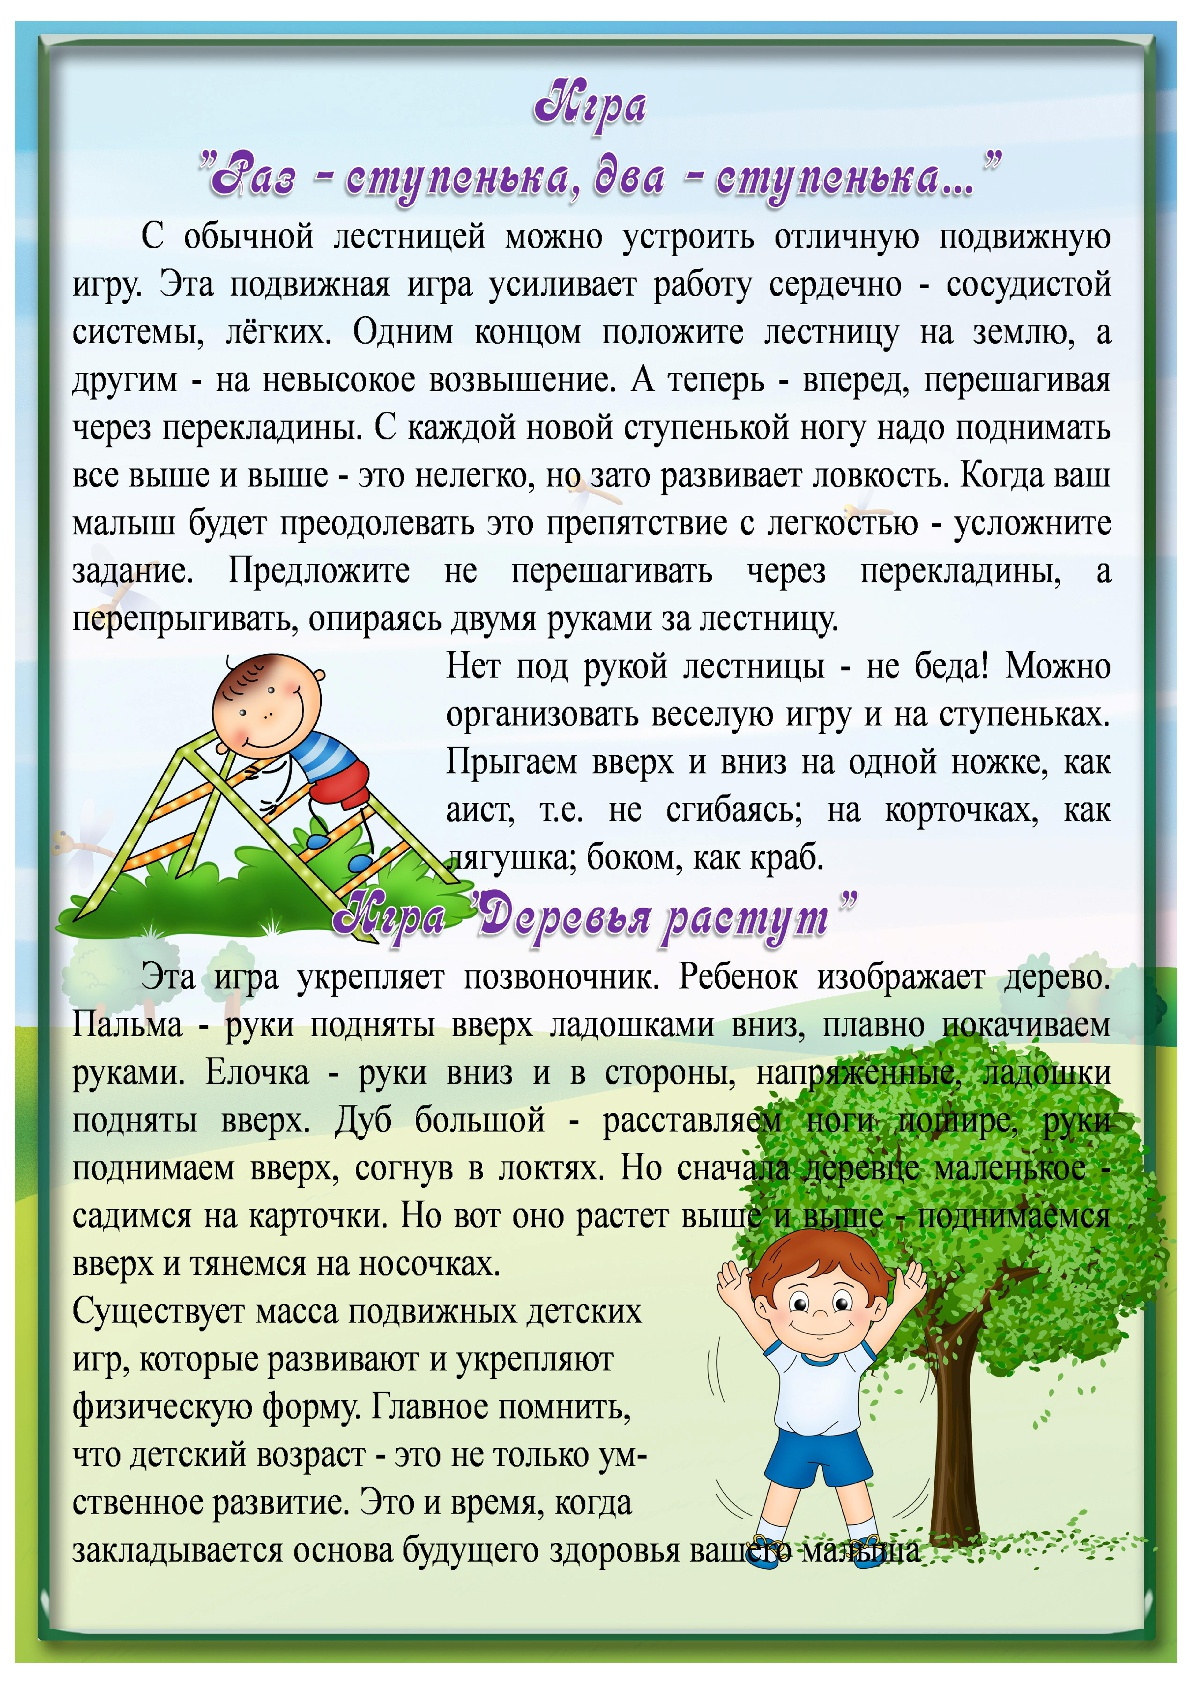 Игра
"Раз - ступенька, два - ступенька..."
С обычной лестницей можно устроить отличную подвижную
игру. Эта подвижная игра усиливает работу сердечно - сосудистой
системы, лёгких. Одним концом положите лестницу на землю, а
другим - на невысокое возвышение. А теперь - вперед, перешагивая
через перекладины. С каждой новой ступенькой ногу надо поднимать
все выше и выше - это нелегко, но зато развивает ловкость. Когда ваш
малыш будет преодолевать это препятствие с легкостью - усложните
задание. Предложите не перешагивать через перекладины, а
перепрыгивать, опираясь двумя руками за лестницу.
Нет под рукой лестницы - не беда! Можно
организовать веселую игру и на ступеньках.
Прыгаем вверх и вниз на одной ножке, как
аист, т.е. не сгибаясь; на корточках, как
лягушка; боком, как краб.
Игра "Деревья растут"
Эта игра укрепляет позвоночник. Ребенок изображает дерево.
Пальма - руки подняты вверх ладошками вниз, плавно покачиваем
руками. Елочка - руки вниз и в стороны, напряженные, ладошки
подняты вверх. Дуб большой - расставляем ноги пошире, руки
поднимаем вверх, согнув в локтях. Но сначала деревце маленькое -
садимся на карточки. Но вот оно растет выше и выше - поднимаемся
вверх и тянемся на носочках.
Существует масса подвижных детских
игр, которые развивают и укрепляют
физическую форму. Главное помнить,
что детский возраст - это не только ум-
ственное развитие. Это и время, когда
закладывается основа будущего здоровья вашего малыша